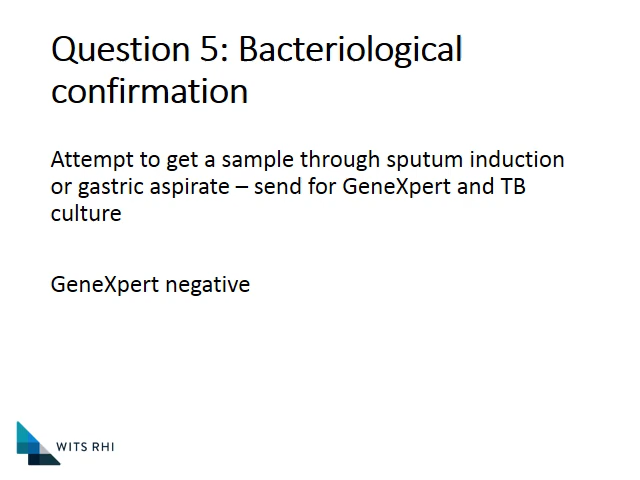 Question 5: Bacteriological
confirmation
Attempt to get a sample through sputum induction
or gastric aspirate – send for GeneXpert and TB
culture
GeneXpert negative
WITS RHI